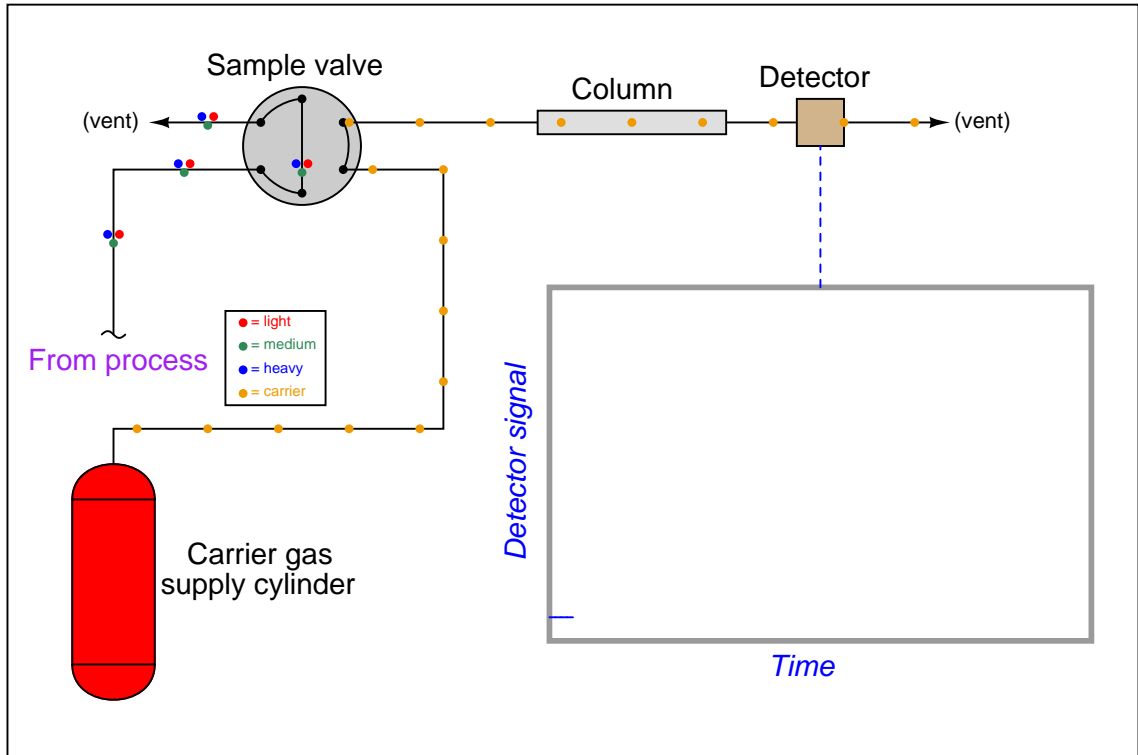 Sample valve
Column
Detector
(vent)
(vent)
= light
= medium
= heavy
= carrier
From process
Detector signal
Carrier gas
supply cylinder
Time